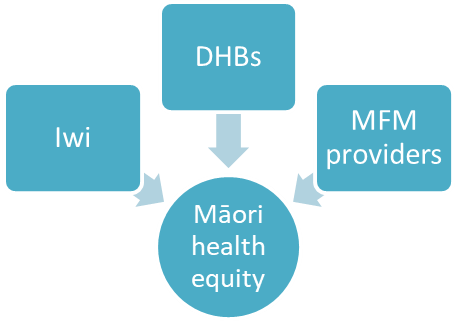 DHBs
Iwi
MFM
providers
Māori
health
equity